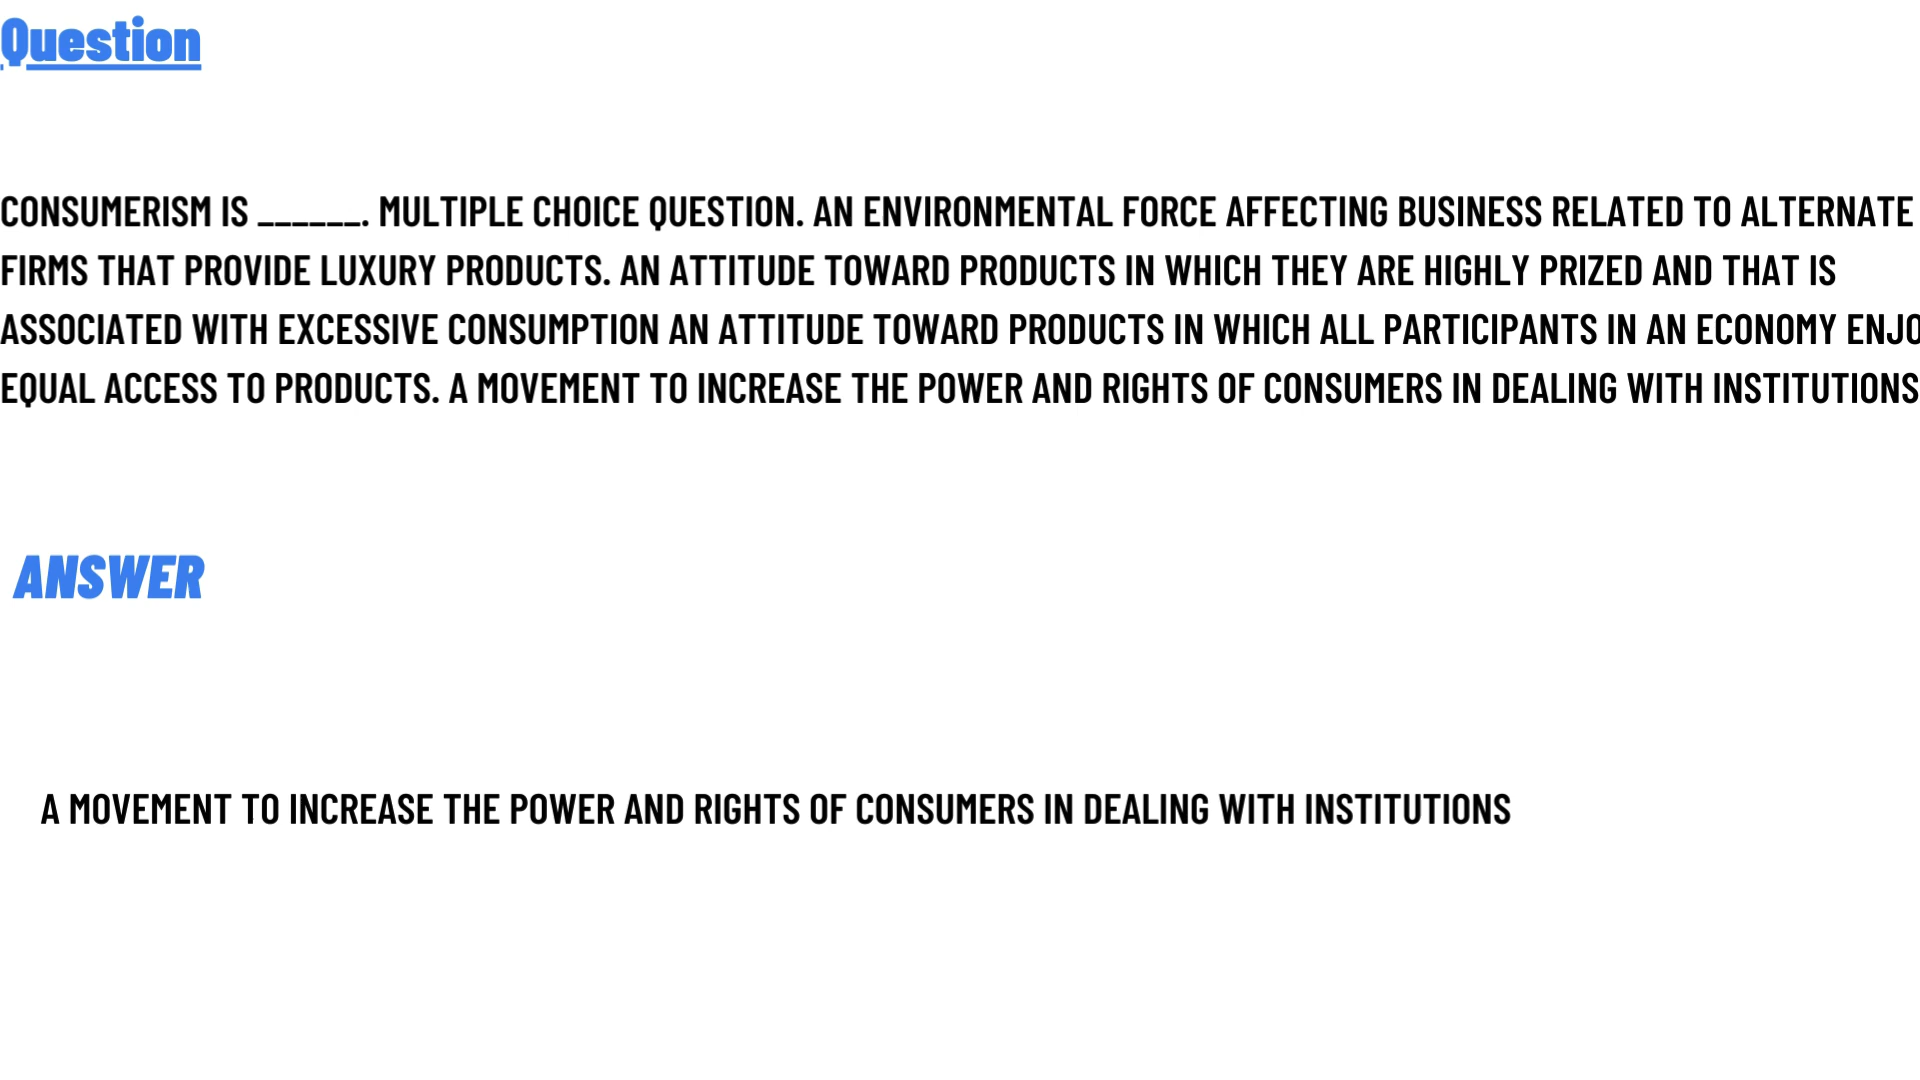 Question
CONSUMERISM IS ______. MULTIPLE CHOICE QUESTION. AN ENVIRONMENTAL FORCE AFFECTING BUSINESS RELATED TO ALTERNATE
FIRMS THAT PROVIDE LUXURY PRODUCTS. AN ATTITUDE TOWARD PRODUCTS IN WHICH THEY ARE HIGHLY PRIZED AND THAT IS
ASSOCIATED WITH EXCESSIVE CONSUMPTION AN ATTITUDE TOWARD PRODUCTS IN WHICH ALL PARTICIPANTS IN AN ECONOMY ENJO
EQUAL ACCESS TO PRODUCTS. A MOVEMENT TO INCREASE THE POWER AND RIGHTS OF CONSUMERS IN DEALING WITH INSTITUTIONS
ANSWER
A MOVEMENT TO INCREASE THE POWER AND RIGHTS OF CONSUMERS IN DEALING WITH INSTITUTIONS